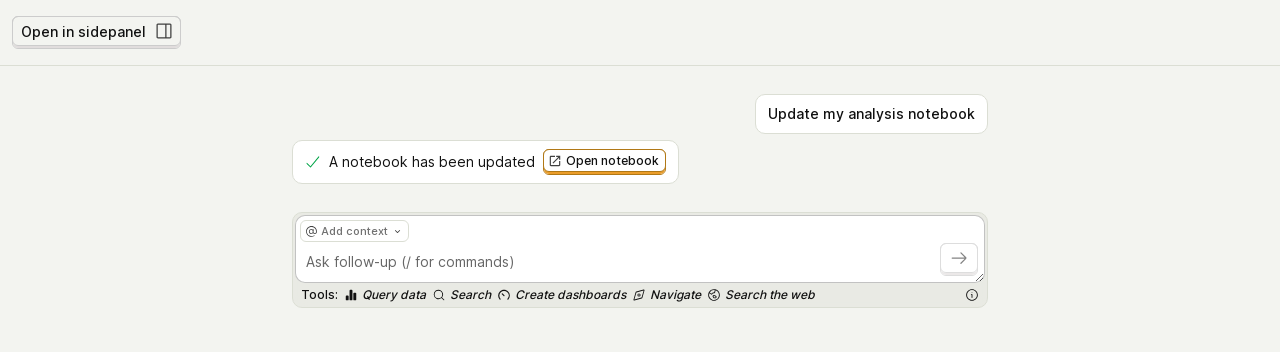 Open in sidepanel
Update my analysis notebook
A notebook has been updated Open notebook
@ Add context
Ask follow-up (/ for commands)
Tools: Query data Search Create dashboards Navigate Search the web